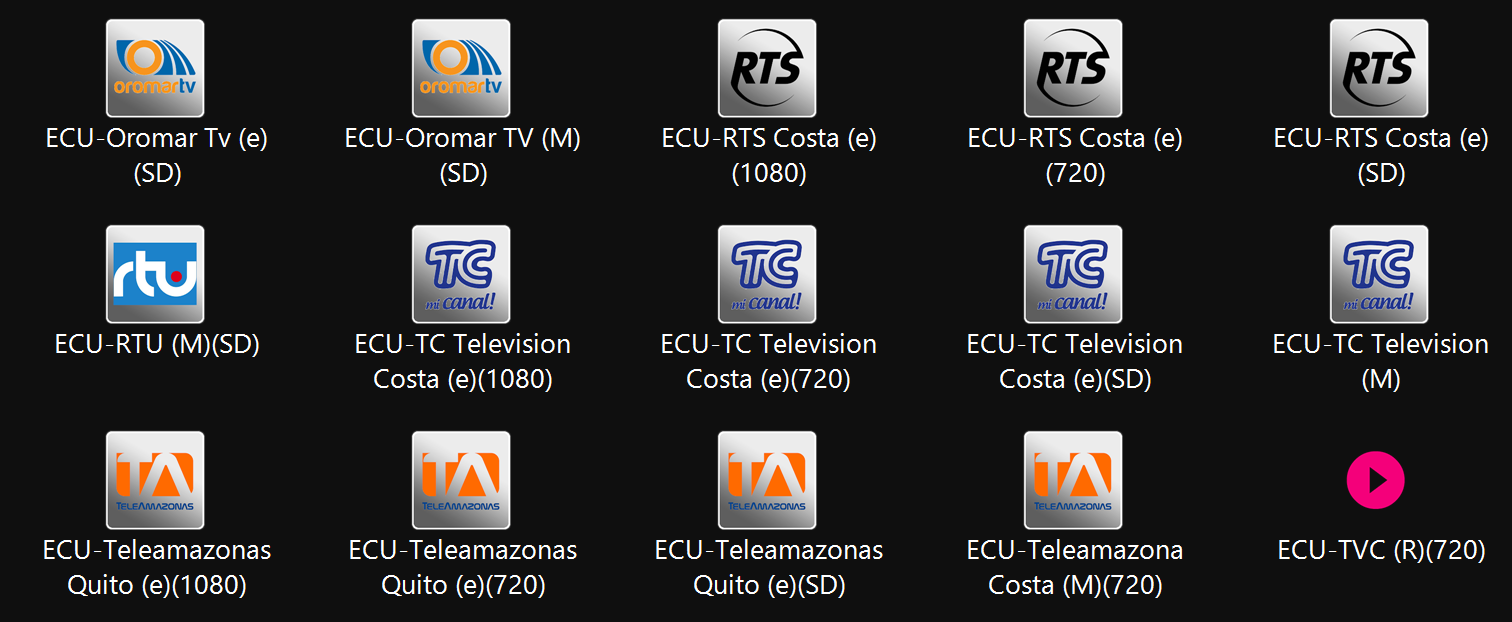 oromartv
oromartv
RTS
RTS
RTS
ECU-Oromar Tv (e)
(SD)
ECU-Oromar TV (M)
(SD)
ECU-RTS Costa (e)
(1080)
ECU-RTS Costa (e)
(720)
ECU-RTS Costa (e)
(SD)
rtu
TC
mi canal!
TC
mi canal!
TC
mi canal!
TC
mi canal!
ECU-RTU (M)(SD)
ECU-TC Television
Costa (e)(1080)
ECU-TC Television
Costa (e)(720)
ECU-TC Television
Costa (e)(SD)
ECU-TC Television
(M)
TA
TELEAMAZONAS
TA
TELEAMAZONAS
TA
TELEAMAZONAS
TA
TELEAMAZONAS
ECU-Teleamazonas
Quito (e)(1080)
ECU-Teleamazonas
Quito (e)(720)
ECU-Teleamazonas
Quito (e)(SD)
ECU-Teleamazona
Costa (M)(720)
ECU-TVC (R)(720)